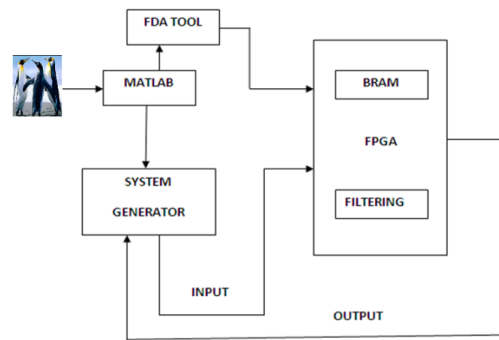 FDA TOOL
MATLAB
BRAM
FPGA
SYSTEM
GENERATOR
FILTERING
INPUT
OUTPUT